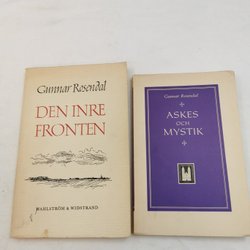 Gunnar Rosendal
DEN INRE
FRONTEN
WAHLSTRÖM & WIDSTRAND
Gunnar Rosendal
ASKES
OCH
MYSTIK